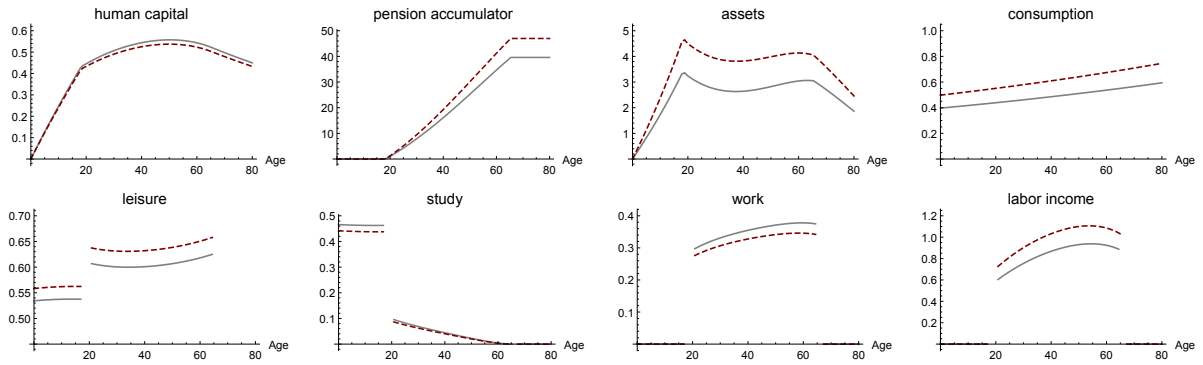 human capital
0.6
0.5
0.4
0.3
0.2
0.1
20 40 60 80
Age
pension accumulator
50
40
30
20
10
20 40 60 80
Age
assets
5
4
3
2
1
20 40 60 80
Age
consumption
1.0
0.8
0.6
0.4
0.2
20 40 60 80
Age
leisure
0.70
0.65
0.60
0.55
0.50
0 20 40 60 80
Age
study
0.5
0.4
0.3
0.2
0.1
20 40 60 80
Age
work
0.4
0.3
0.2
0.1
20 40 60 80
Age
labor income
1.2
1.0
0.8
0.6
0.4
0.2
20 40 60 80
Age